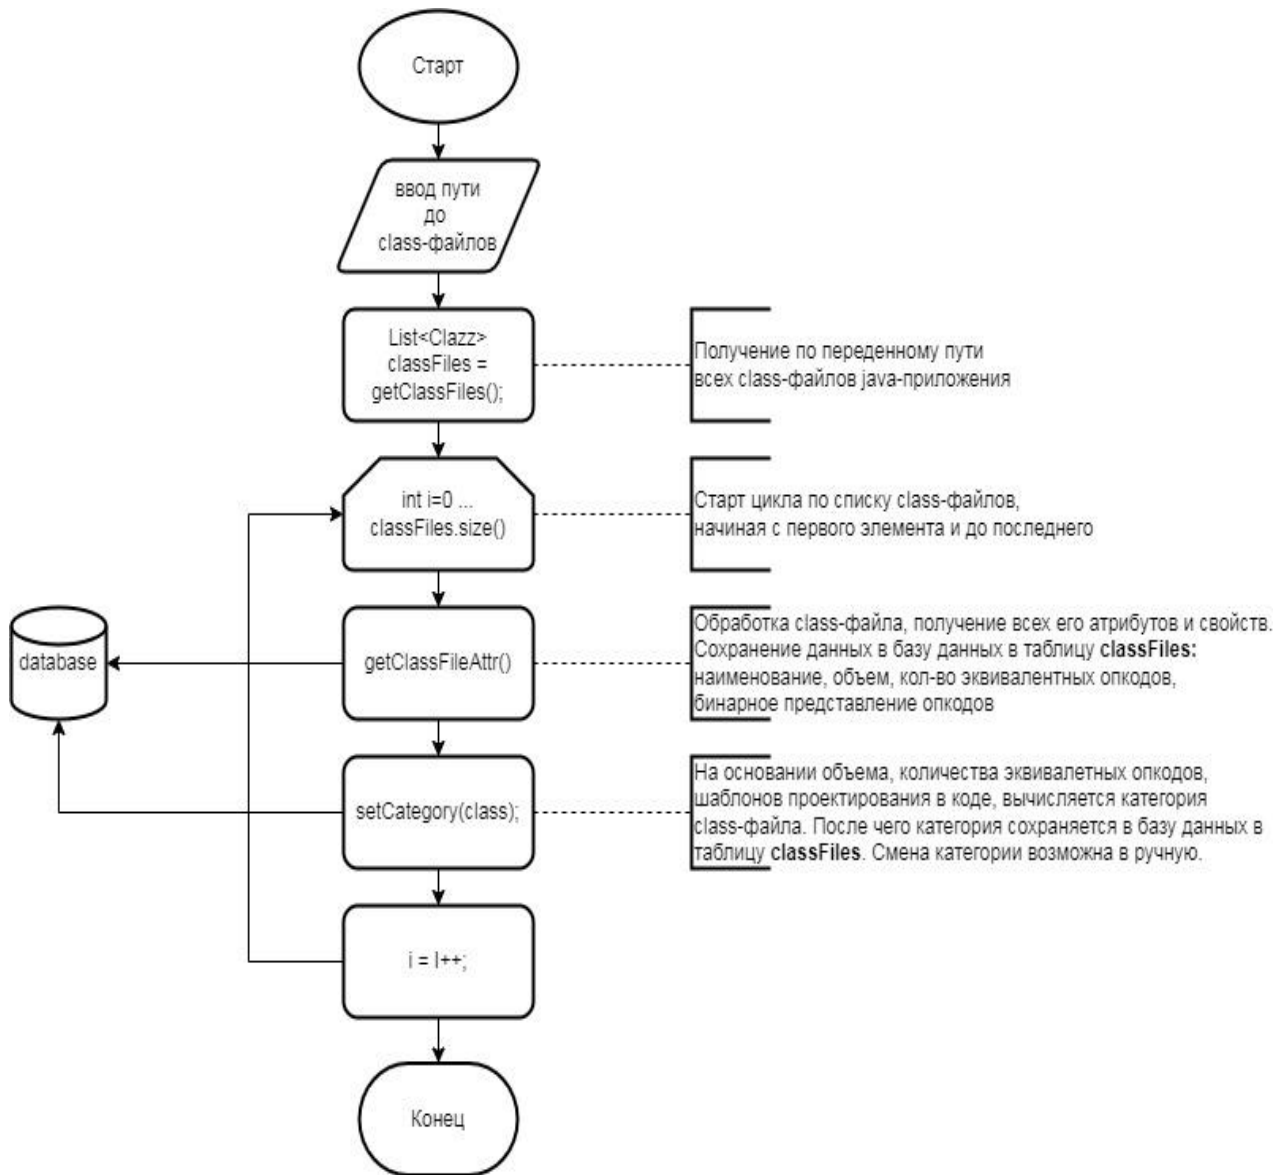 Старт
ввод пути
до
class-файлов
List<Clazz>
classFiles =
getClassFiles();
Получение по переденному пути
всех class-файлов java-приложения
int i=0 ...
classFiles.size()
Старт цикла по списку class-файлов,
начиная с первого элемента и до последнего
database
getClassFileAttr()
Обработка class-файла, получение всех его атрибутов и свойств.
Сохранение данных в базу данных в таблицу classFiles:
наименование, объем, кол-во эквивалентных опкодов,
бинарное представление опкодов
setCategory(class);
На основании объема, количества эквивалетных опкодов,
шаблонов проектирования в коде, вычисляется категория
class-файла. После чего категория сохраняется в базу данных в
таблицу classFiles. Смена категории возможна в ручную.
i = I++;
Конец